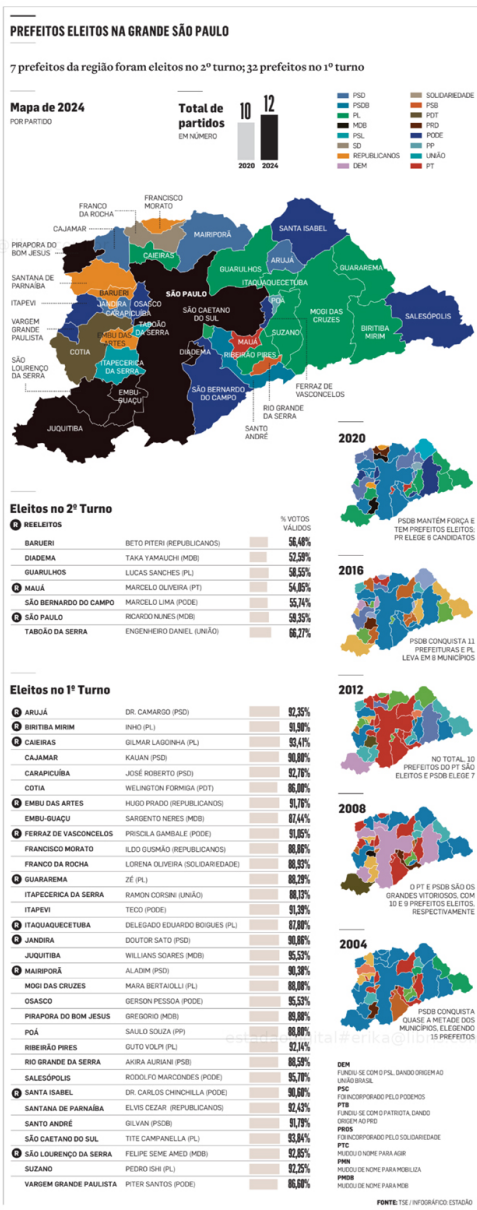 PREFEITOS ELEITOS NA GRANDE SÃO PAULO
7 prefeitos da região foram eleitos no 2º turno; 32 prefeitos no 1º turno
Mapa de 2024
POR PARTIDO
Total de
partidos
EM NÚMERO
10
12
2020
2024
PSD
PSDB
PL
MDB
PSL
SD
REPUBLICANOS
DEM
SOLIDARIEDADE
PSB
PDT
PRD
PODE
PP
UNIÃO
PT
FRANCISCO
MORATO
FRANCO
DA ROCHA
CAJAMAR
PIRAPORA DO
BOM JESUS
SANTANA DE
PARNAÍBA
ITAPEVI
VARGEM
GRANDE
PAULISTA
SÃO
LOURENÇO
DA SERRA
MAIRIPORÃ
SANTA ISABEL
CAIEIRAS
GUARULHOS
ARUJÁ
GUARAREMA
ITAQUAQUECETUBA
BARUERI
JANDIRA
OSASCO
CARAPICUÍBA
SÃO PAULO
POÁ
SÃO CAETANO
DO SUL
MOGI DAS
CRUZES
SALESÓPOLIS
TABOÃO
DA SERRA
EMBU DAS
ARTES
SUZANO
BIRITIBA
MIRIM
COTIA
MAUÁ
DIADEMA
RIBEIRÃO PIRES
ITAPECERICA
DA SERRA
SÃO BERNARDO
DO CAMPO
EMBU-
GUAÇU
FERRAZ DE
VASCONCELOS
RIO GRANDE
DA SERRA
SANTO
ANDRÉ
JUQUITIBA
Eleitos no 2º Turno
R REELEITOS
% VOTOS
VÁLIDOS
BARUERI BETO PITERI (REPUBLICANOS) 56,48%
DIADEMA TAKA YAMAUCHI (MDB) 52,59%
GUARULHOS LUCAS SANCHES (PL) 58,55%
R MAUÁ MARCELO OLIVEIRA (PT) 54,05%
SÃO BERNARDO DO CAMPO MARCELO LIMA (PODE) 55,74%
R SÃO PAULO RICARDO NUNES (MDB) 59,35%
TABOÃO DA SERRA ENGENHEIRO DANIEL (UNIÃO) 66,27%
Eleitos no 1º Turno
R ARUJÁ DR. CAMARGO (PSD) 92,35%
R BIRITIBA MIRIM INHO (PL) 91,90%
R CAIEIRAS GILMAR LAGOINHA (PL) 93,41%
CAJAMAR KAUAN (PSD) 90,60%
CARAPICUÍBA JOSÉ ROBERTO (PSD) 92,76%
COTIA WELINGTON FORMIGA (PDT) 86,00%
R EMBU DAS ARTES HUGO PRADO (REPUBLICANOS) 91,76%
EMBU-GUAÇU SARGENTO NERES (MDB) 87,44%
R FERRAZ DE VASCONCELOS PRISCILA GAMBALE (PODE) 91,05%
FRANCISCO MORATO ILDO GUSMÃO (REPUBLICANOS) 88,86%
FRANCO DA ROCHA LORENA OLIVEIRA (SOLIDARIEDADE) 88,93%
R GUARAREMA ZÉ (PL) 88,29%
ITAPECERICA DA SERRA RAMON CORSINI (UNIÃO) 88,13%
ITAPEVI TECO (PODE) 91,39%
R ITAQUAQUECETUBA DELEGADO EDUARDO BOIGUES (PL) 87,80%
R JANDIRA DOUTOR SATO (PSD) 90,86%
JUQUITIBA WILLIANS SOARES (MDB) 95,53%
R MAIRIPORÃ ALADIM (PSD) 90,38%
MOGI DAS CRUZES MARA BERTAIOLLI (PL) 88,08%
OSASCO GERSON PESSOA (PODE) 95,53%
PIRAPORA DO BOM JESUS GREGORIO (MDB) 89,88%
POÁ SAULO SOUZA (PP) 88,80%
RIBEIRÃO PIRES GUTO VOLPI (PL) 92,14%
RIO GRANDE DA SERRA AKIRA AURIANI (PSB) 88,59%
SALESÓPOLIS RODOLFO MARCONDES (PODE) 95,70%
R SANTA ISABEL DR. CARLOS CHINCHILLA (PODE) 90,60%
SANTANA DE PARNAÍBA ELVIS CEZAR (REPUBLICANOS) 92,43%
SANTO ANDRÉ GILVAN (PSDB) 91,79%
SÃO CAETANO DO SUL TITE CAMPANELLA (PL) 93,84%
R SÃO LOURENÇO DA SERRA FELIPE SEME AMED (MDB) 92,85%
SUZANO PEDRO ISHI (PL) 92,25%
VARGEM GRANDE PAULISTA PITER SANTOS (PODE) 86,60%
2020
PSDB MANTÉM FORÇA E
TEM PREFEITOS ELEITOS;
PR ELEGE 6 CANDIDATOS
2016
PSDB CONQUISTA 11
PREFEITURAS E PL
LEVA EM 8 MUNICÍPIOS
2012
NO TOTAL, 10
PREFEITOS DO PT SÃO
ELEITOS E PSDB ELEGE 7
2008
O PT E PSDB SÃO OS
GRANDES VITORIOSOS, COM
10 E 9 PREFEITOS ELEITOS,
RESPECTIVAMENTE
2004
PSDB CONQUISTA
QUASE A METADE DOS
MUNICÍPIOS, ELEGENDO
15 PREFEITOS
DEM
FUNDIU-SE COM O PSL, DANDO ORIGEM AO
UNIÃO BRASIL
PSC
FOI INCORPORADO PELO PODEMOS
PTB
FUNDIU-SE COM O PATRIOTA, DANDO
ORIGEM AO PRD
PROS
FOI INCORPORADO PELO SOLIDARIEDADE
PTC
MUDOU O NOME PARA AGIR
PMN
MUDOU DE NOME PARA MOBILIZA
PMDB
MUDOU DE NOME PARA MDB
FONTE: TSE / INFOGRÁFICO: ESTADÃO